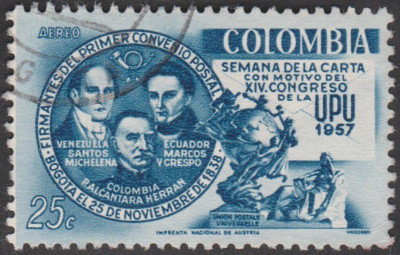 AEREO
COLOMBIA
SEMANA DE LA CARTA
CON MOTIVO DEL
XIV. CONGRESO
DE LA UPU
1957
FIRMANTES DEL PRIMER CONVENIO POSTAL
BOGOTA EL 25 DE NOVIEMBRE DE 1838
VENEZUELA
SANTOS
MICHELENA
ECUADOR
MARCOS
Y CRESPO
COLOMBIA
P. ALCANTARA HERRAN
25c
UNION POSTALE
UNIVERSELLE
IMPRENTA NACIONAL DE AUSTRIA